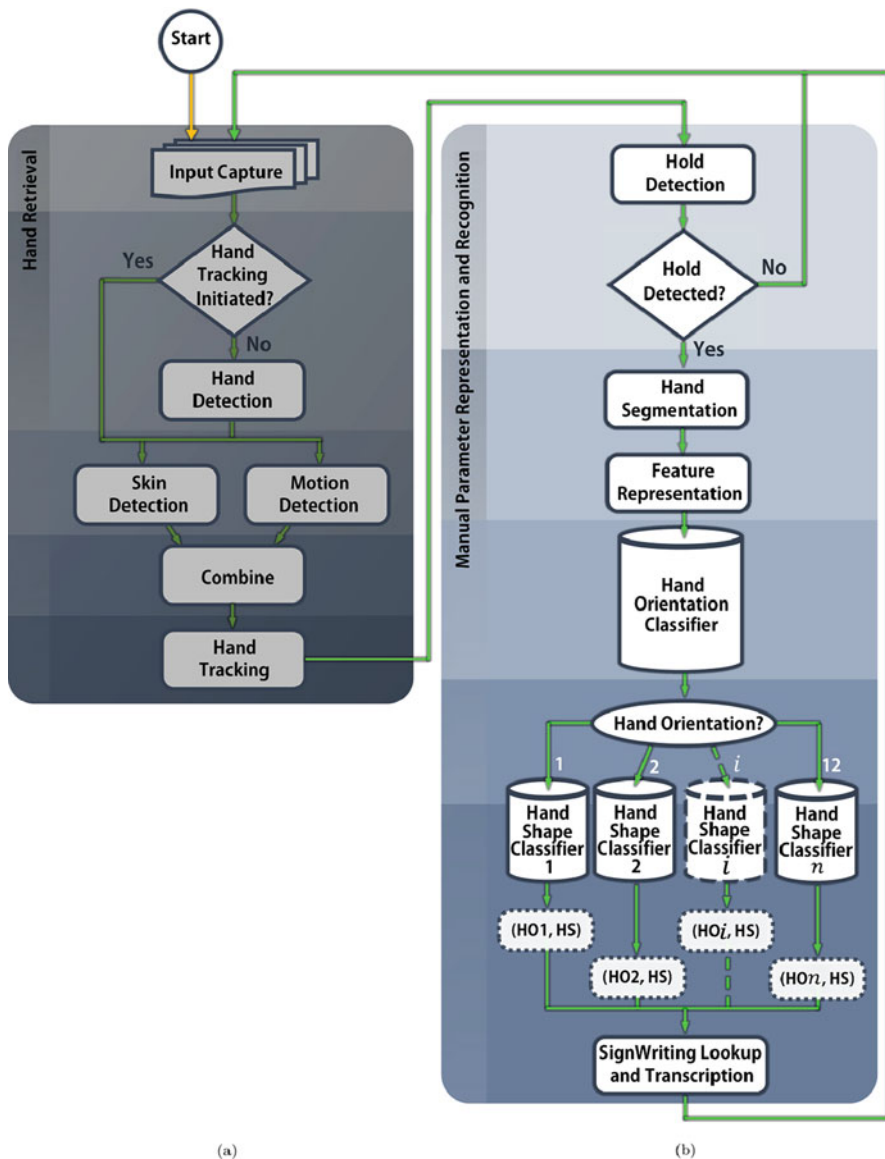 Start
Hand Retrieval
Input Capture
Hand
Tracking
Initiated?
Yes
No
Hand
Detection
Skin
Detection
Motion
Detection
Combine
Hand
Tracking
(a)
Manual Parameter Representation and Recognition
Hold
Detection
Hold
Detected?
No
Yes
Hand
Segmentation
Feature
Representation
Hand
Orientation
Classifier
Hand Orientation?
1
2
i
12
Hand
Shape
Classifier
1
Hand
Shape
Classifier
2
Hand
Shape
Classifier
i
Hand
Shape
Classifier
n
(HO1, HS)
(HO2, HS)
(HOi, HS)
(HOn, HS)
SignWriting Lookup
and Transcription
(b)